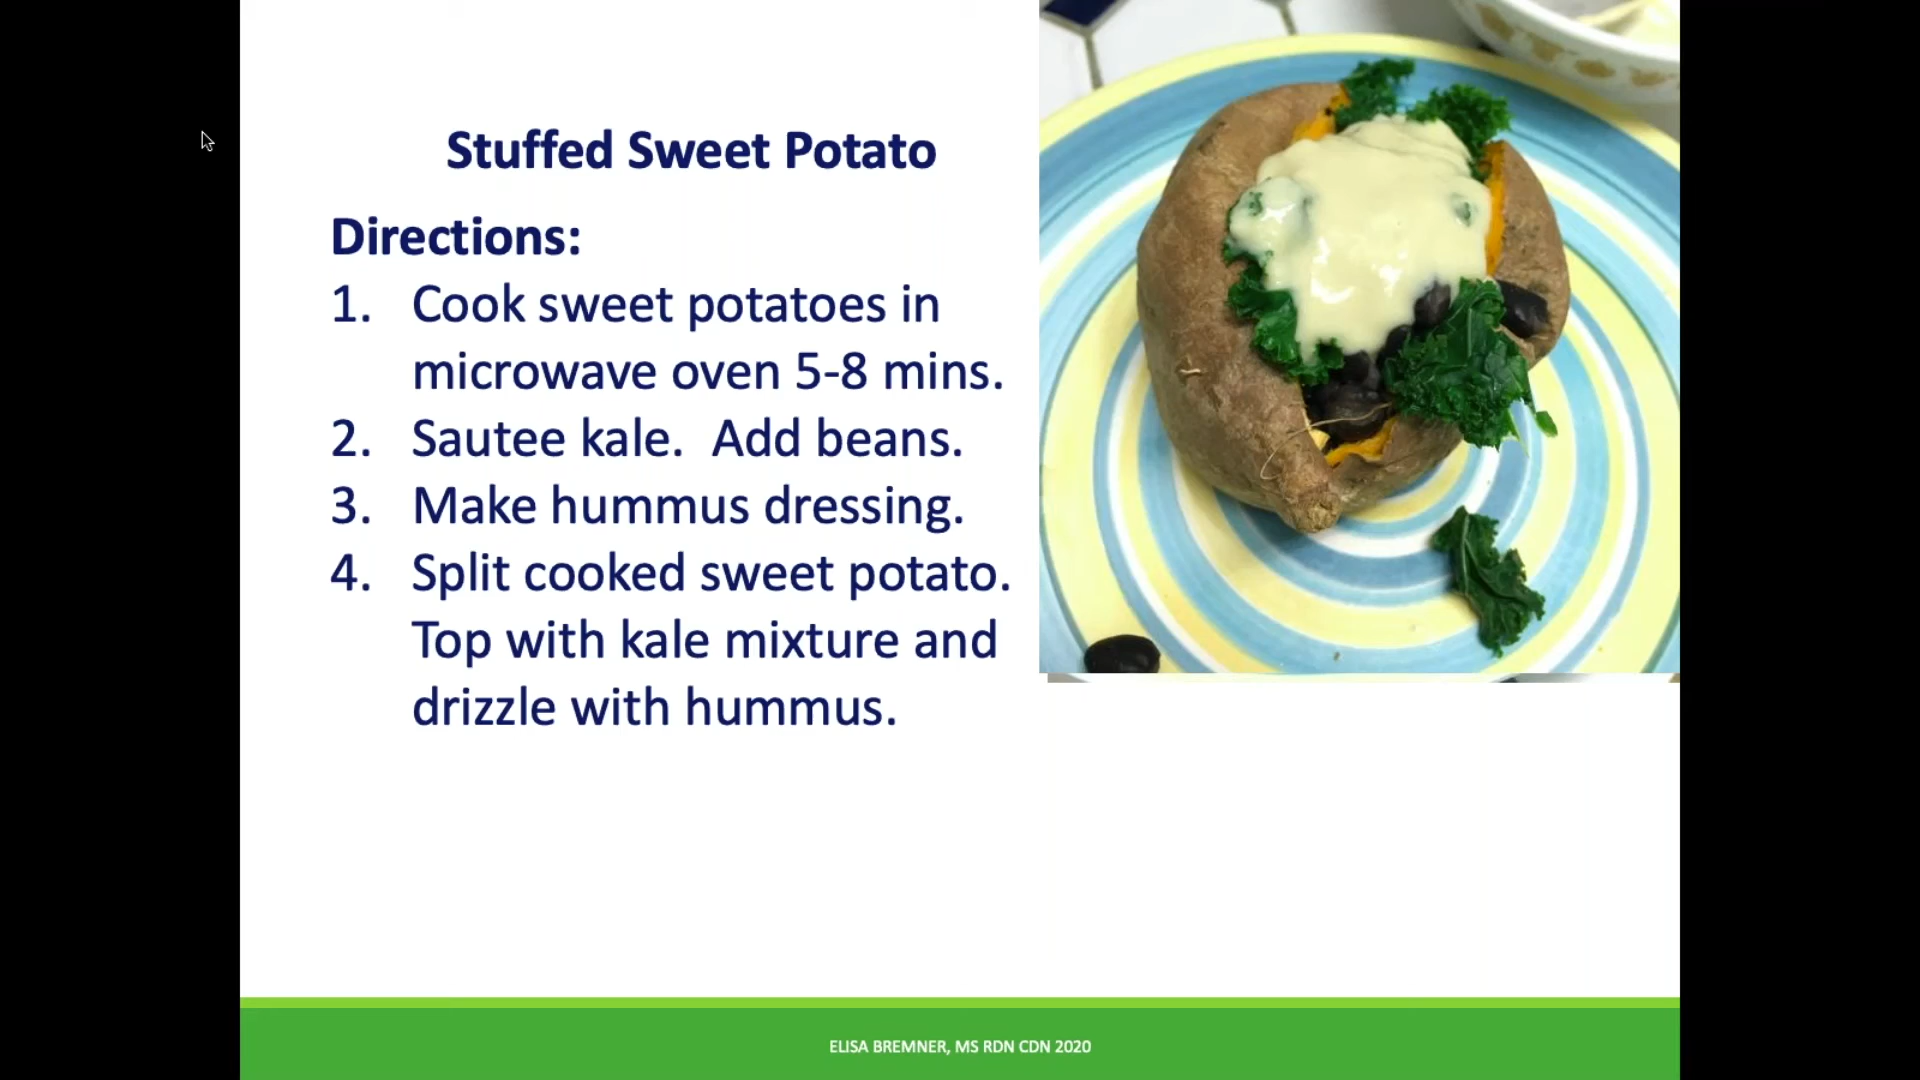 Stuffed Sweet Potato
Directions:
1. Cook sweet potatoes in
microwave oven 5-8 mins.
2. Sautee kale.  Add beans.
3. Make hummus dressing.
4. Split cooked sweet potato.
Top with kale mixture and
drizzle with hummus.
ELISA BREMNER, MS RDN CDN 2020